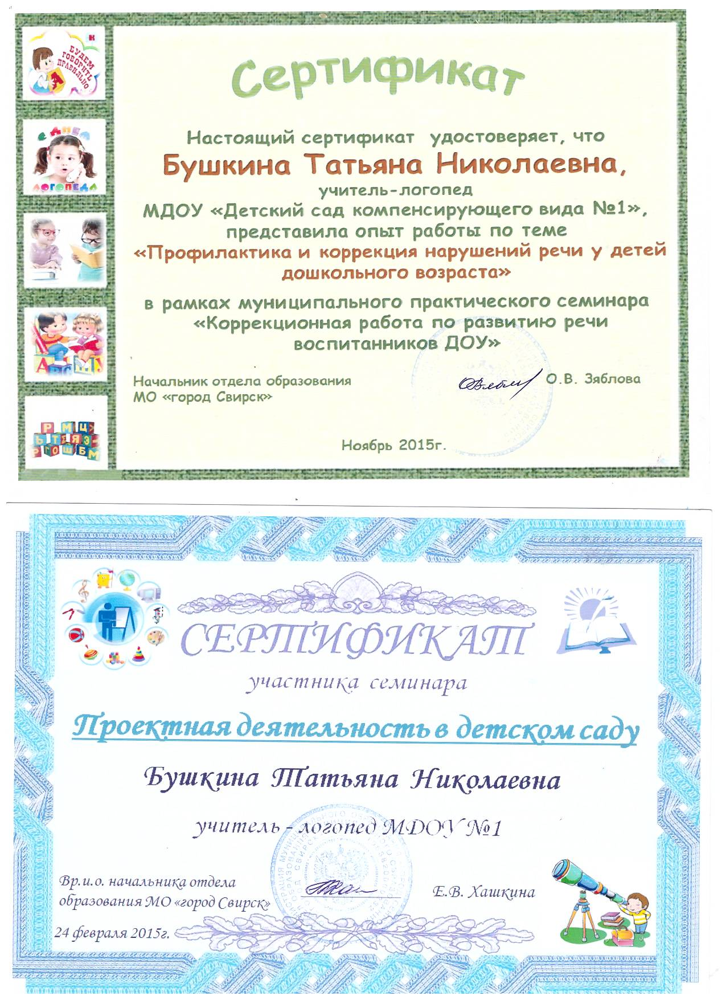 К
БУДЕМ
ГОВОРИТЬ
ПРАВИЛЬНО
А
С ДНЕМ
ЛОГОПЕДА
Сертификат
Настоящий сертификат удостоверяет, что
Бушкина Татьяна Николаевна,
учитель-логопед
МДОУ «Детский сад компенсирующего вида №1»,
представила опыт работы по теме
«Профилактика и коррекция нарушений речи у детей
дошкольного возраста»
в рамках муниципального практического семинара
«Коррекционная работа по развитию речи
воспитанников ДОУ»
Начальник отдела образования
МО «город Свирск»
О.В. Зяблова
Ноябрь 2015г.
СЕРТИФИКАТ
участника семинара
Проектная деятельность в детском саду
Бушкина Татьяна Николаевна
учитель - логопед МДОУ №1
Вр.и.о. начальника отдела
образования МО «город Свирск»
Е.В. Хашкина
24 февраля 2015г.